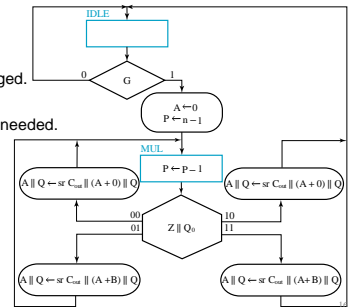 IDLE
0 G 1
ged.
A ← 0
P ← n – 1
needed.
MUL
P ← P – 1
A || Q ← sr C_out || (A + 0) || Q
A || Q ← sr C_out || (A + 0) || Q
00 10
Z || Q_0
01 11
A || Q ← sr C_out || (A+B) || Q
A || Q ← sr C_out || (A+B) || Q